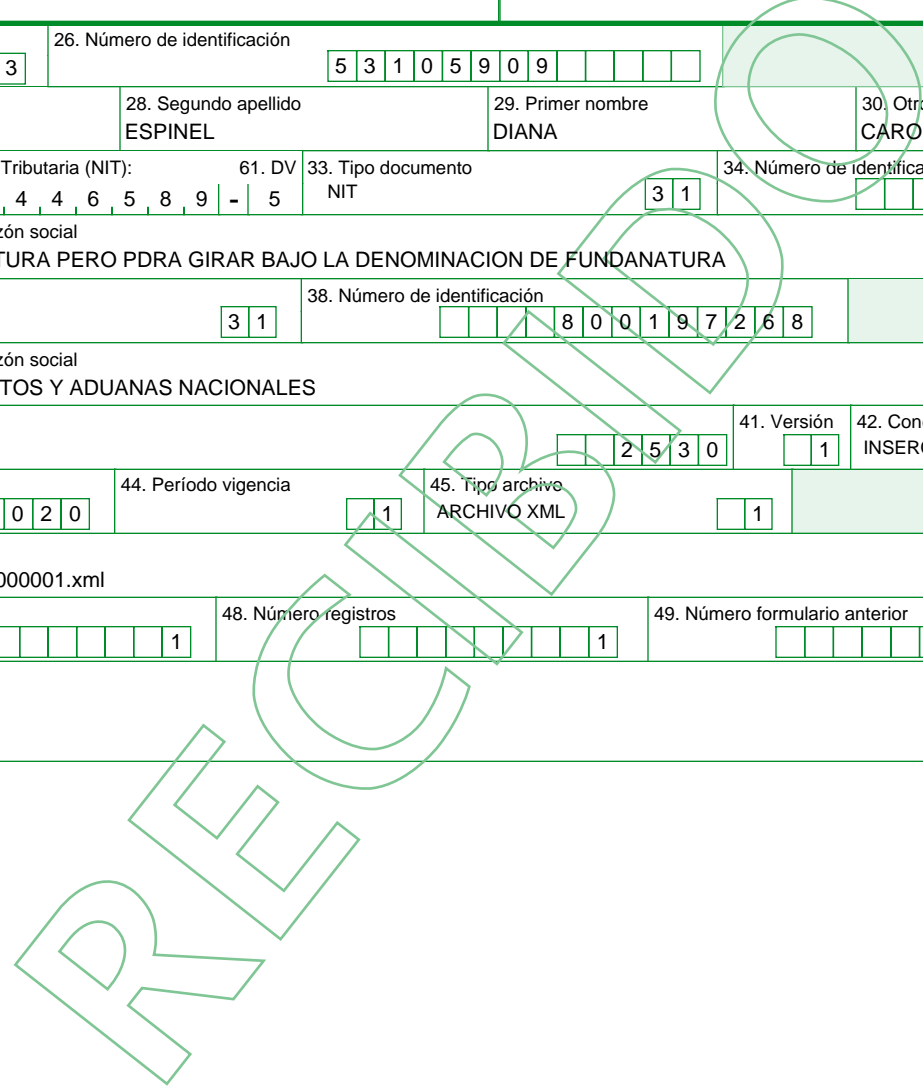 26. Número de identificación
3 5 3 1 0 5 9 0 9
28. Segundo apellido 29. Primer nombre 30. Otr
ESPINEL DIANA CARO
Tributaria (NIT): 61. DV 33. Tipo documento 34. Número de identifica
4 4 6 5 8 9 - 5 NIT 3 1
zón social
TURA PERO PDRA GIRAR BAJO LA DENOMINACION DE FUNDANATURA
38. Número de identificación
3 1 8 0 0 1 9 7 2 6 8
zón social
TOS Y ADUANAS NACIONALES
41. Versión 42. Con
2 5 3 0 1 INSER
44. Período vigencia 45. Tipo archivo
0 2 0 1 ARCHIVO XML 1
000001.xml
48. Número registros 49. Número formulario anterior
1 1
RECIBIDO